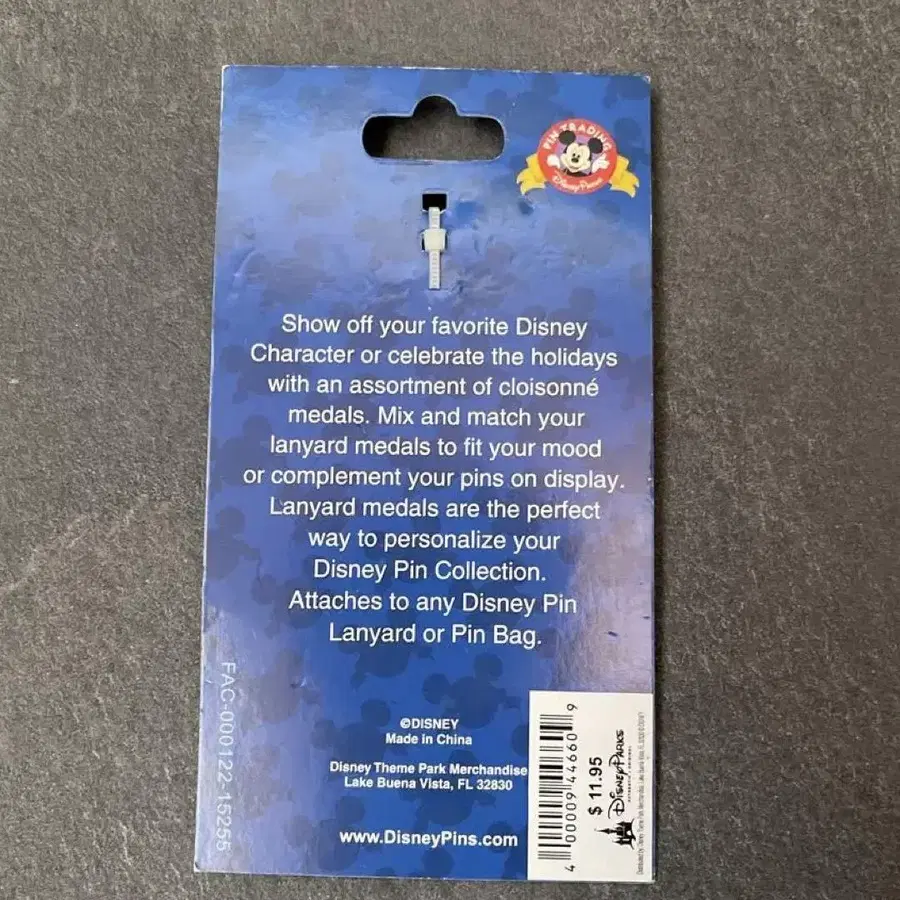 PIN TRADING
Disney Parks
Show off your favorite Disney
Character or celebrate the holidays
with an assortment of cloisonné
medals. Mix and match your
lanyard medals to fit your mood
or complement your pins on display.
Lanyard medals are the perfect
way to personalize your
Disney Pin Collection.
Attaches to any Disney Pin
Lanyard or Pin Bag.
FAC-000122-15255
©DISNEY
Made in China
Disney Theme Park Merchandise
Lake Buena Vista, FL 32830
www.DisneyPins.com
4 00009 44660 9
$ 11.95
Disney PARKS
AUTHENTIC ORIGINAL